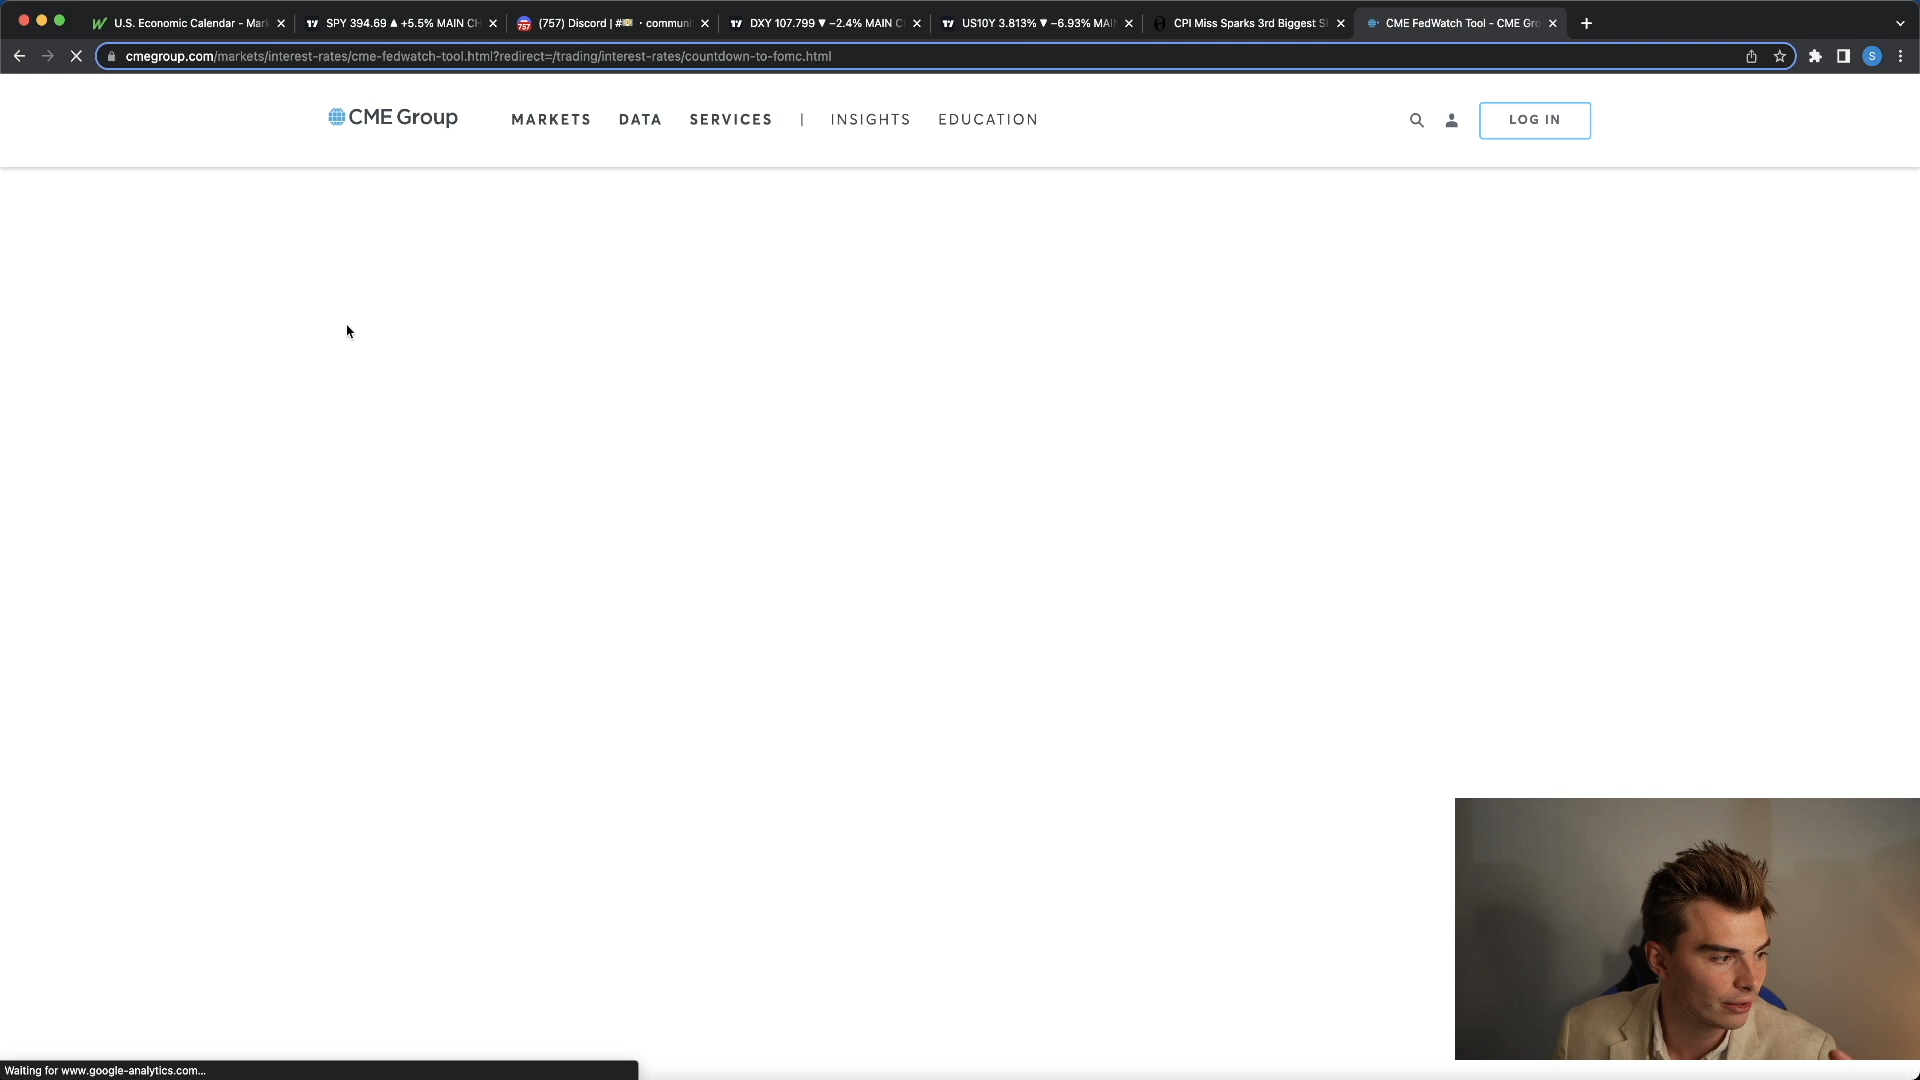 U.S. Economic Calendar - Mar
SPY 394.69 ▲ +5.5% MAIN CH
(757) Discord | #💵 · commun
DXY 107.799 ▼ −2.4% MAIN C
US10Y 3.813% ▼ −6.93% MAI
CPI Miss Sparks 3rd Biggest S
CME FedWatch Tool - CME Gro
cmegroup.com/markets/interest-rates/cme-fedwatch-tool.html?redirect=/trading/interest-rates/countdown-to-fomc.html
S
CME Group
MARKETS DATA SERVICES | INSIGHTS EDUCATION
LOG IN
Waiting for www.google-analytics.com...